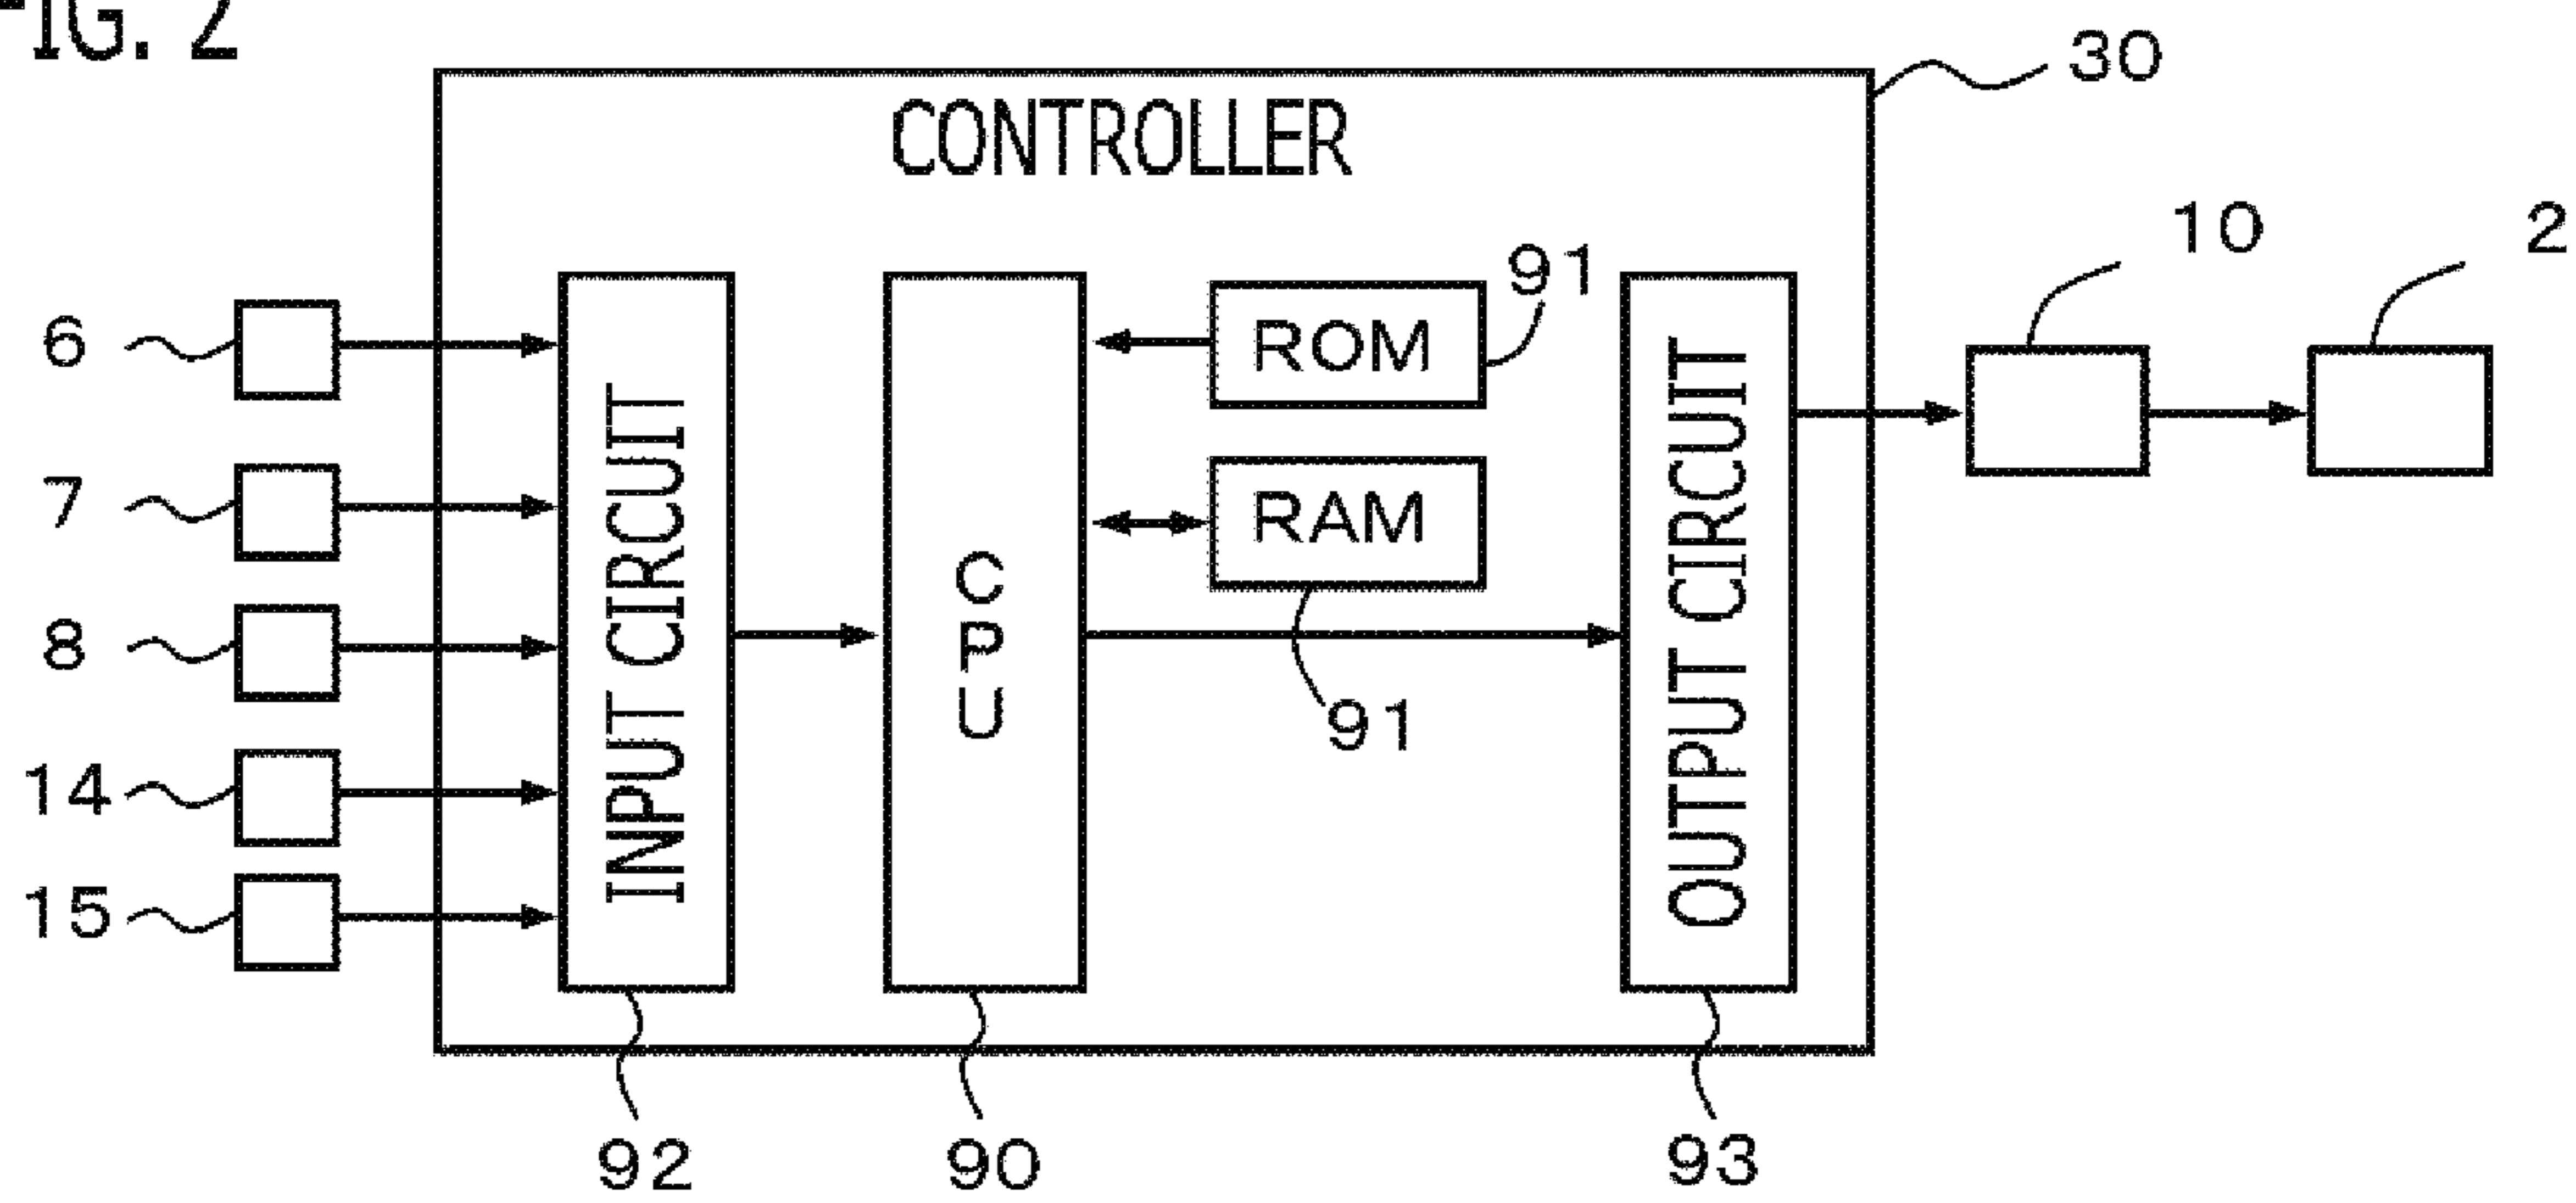 FIG. 2
30
CONTROLLER
10
2
91
6
ROM
7
RAM
INPUT CIRCUIT
CPU
OUTPUT CIRCUIT
8
91
14
15
92
90
93